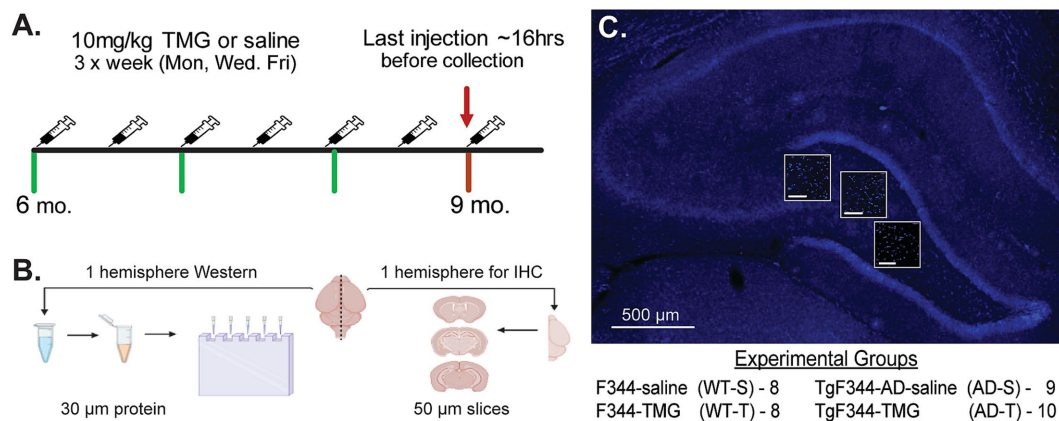 A.
10mg/kg TMG or saline
3 x week (Mon, Wed. Fri)
Last injection ~16hrs
before collection
6 mo.
9 mo.
B.
1 hemisphere Western
1 hemisphere for IHC
30 µm protein
50 µm slices
C.
500 µm
Experimental Groups
F344-saline (WT-S) - 8 TgF344-AD-saline (AD-S) - 9
F344-TMG (WT-T) - 8 TgF344-TMG (AD-T) - 10